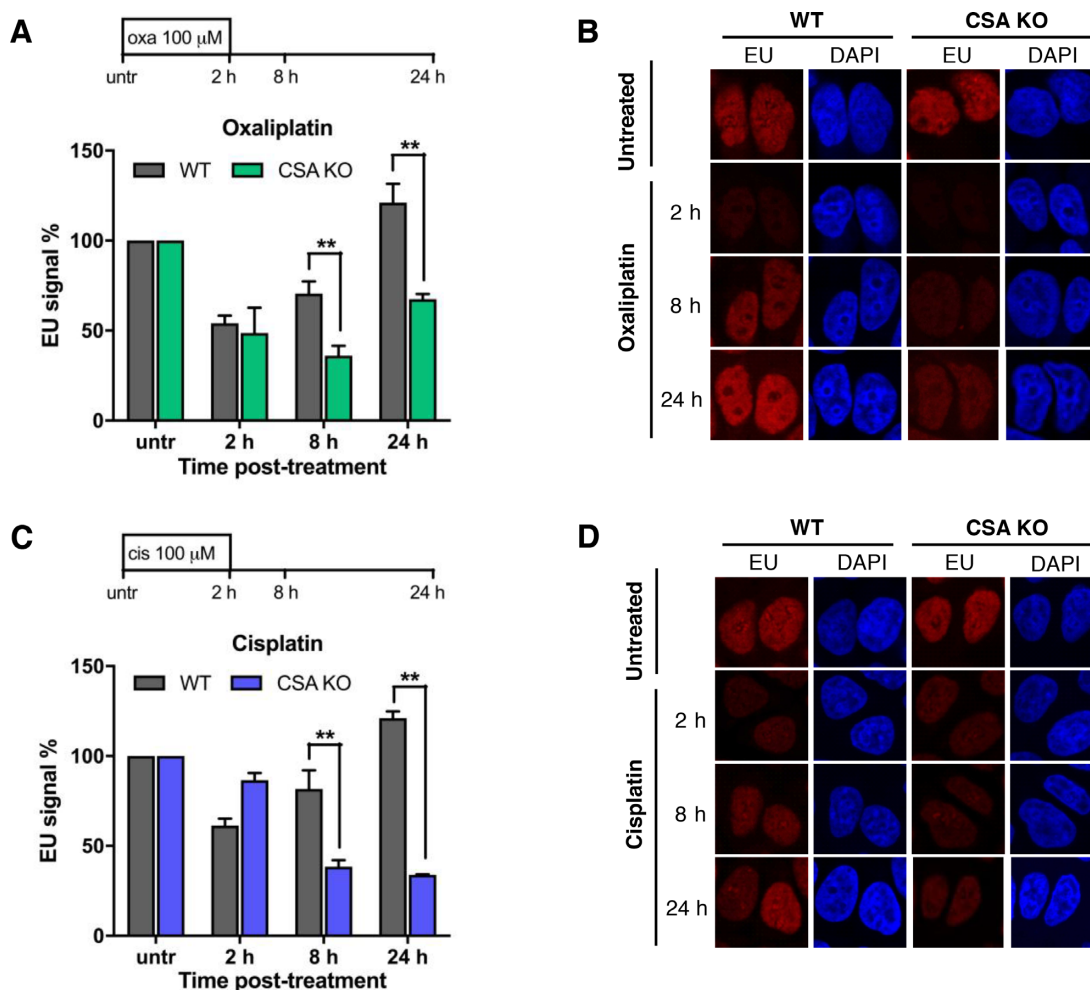 A
oxa 100 μM
untr 2 h 8 h 24 h
Oxaliplatin
WT CSA KO
EU signal %
150
100
50
0
** **
untr 2 h 8 h 24 h
Time post-treatment
B
WT CSA KO
EU DAPI EU DAPI
Untreated
Oxaliplatin
2 h
8 h
24 h
C
cis 100 μM
untr 2 h 8 h 24 h
Cisplatin
WT CSA KO
EU signal %
150
100
50
0
** **
untr 2 h 8 h 24 h
Time post-treatment
D
WT CSA KO
EU DAPI EU DAPI
Untreated
Cisplatin
2 h
8 h
24 h